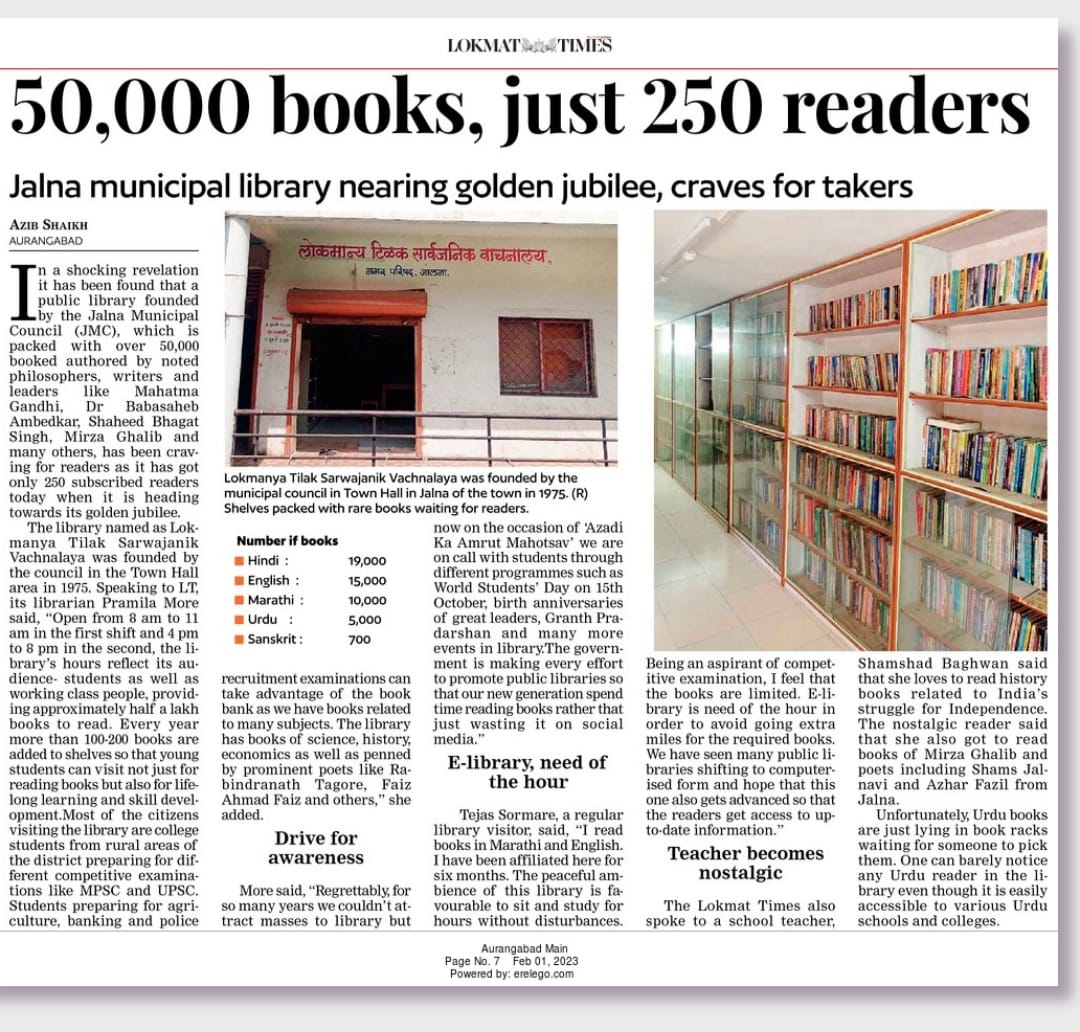 LOKMAT TIMES
50,000 books, just 250 readers
Jalna municipal library nearing golden jubilee, craves for takers
AZIB SHAIKH
AURANGABAD
In a shocking revelation
it has been found that a
public library founded
by the Jalna Municipal
Council (JMC), which is
packed with over 50,000
booked authored by noted
philosophers, writers and
leaders like Mahatma
Gandhi, Dr Babasaheb
Ambedkar, Shaheed Bhagat
Singh, Mirza Ghalib and
many others, has been crav-
ing for readers as it has got
only 250 subscribed readers
today when it is heading
towards its golden jubilee.
The library named as Lok-
manya Tilak Sarwajanik
Vachnalaya was founded by
the council in the Town Hall
area in 1975. Speaking to LT,
its librarian Pramila More
said, “Open from 8 am to 11
am in the first shift and 4 pm
to 8 pm in the second, the li-
brary's hours reflect its au-
dience- students as well as
working class people, provid-
ing approximately half a lakh
books to read. Every year
more than 100-200 books are
added to shelves so that young
students can visit not just for
reading books but also for life-
long learning and skill devel-
opment.Most of the citizens
visiting the library are college
students from rural areas of
the district preparing for dif-
ferent competitive examina-
tions like MPSC and UPSC.
Students preparing for agri-
culture, banking and police
लोकमान्य टिळक सार्वजनिक वाचनालय.
नगर परिषद, जालना.
Lokmanya Tilak Sarwajanik Vachnalaya was founded by the
municipal council in Town Hall in Jalna of the town in 1975. (R)
Shelves packed with rare books waiting for readers.
Number if books
Hindi : 19,000
English : 15,000
Marathi : 10,000
Urdu : 5,000
Sanskrit : 700
recruitment examinations can
take advantage of the book
bank as we have books related
to many subjects. The library
has books of science, history,
economics as well as penned
by prominent poets like Ra-
bindranath Tagore, Faiz
Ahmad Faiz and others,” she
added.
Drive for
awareness
More said, “Regrettably, for
so many years we couldn't at-
tract masses to library but
now on the occasion of ‘Azadi
Ka Amrut Mahotsav’ we are
on call with students through
different programmes such as
World Students' Day on 15th
October, birth anniversaries
of great leaders, Granth Pra-
darshan and many more
events in library.The govern-
ment is making every effort
to promote public libraries so
that our new generation spend
time reading books rather that
just wasting it on social
media.”
E-library, need of
the hour
Tejas Sormare, a regular
library visitor, said, “I read
books in Marathi and English.
I have been affiliated here for
six months. The peaceful am-
bience of this library is fa-
vourable to sit and study for
hours without disturbances.
Being an aspirant of compet-
itive examination, I feel that
the books are limited. E-li-
brary is need of the hour in
order to avoid going extra
miles for the required books.
We have seen many public li-
braries shifting to computer-
ised form and hope that this
one also gets advanced so that
the readers get access to up-
to-date information.”
Teacher becomes
nostalgic
The Lokmat Times also
spoke to a school teacher,
Shamshad Baghwan said
that she loves to read history
books related to India's
struggle for Independence.
The nostalgic reader said
that she also got to read
books of Mirza Ghalib and
poets including Shams Jal-
navi and Azhar Fazil from
Jalna.
Unfortunately, Urdu books
are just lying in book racks
waiting for someone to pick
them. One can barely notice
any Urdu reader in the li-
brary even though it is easily
accessible to various Urdu
schools and colleges.
Aurangabad Main
Page No. 7 Feb 01, 2023
Powered by: erelego.com